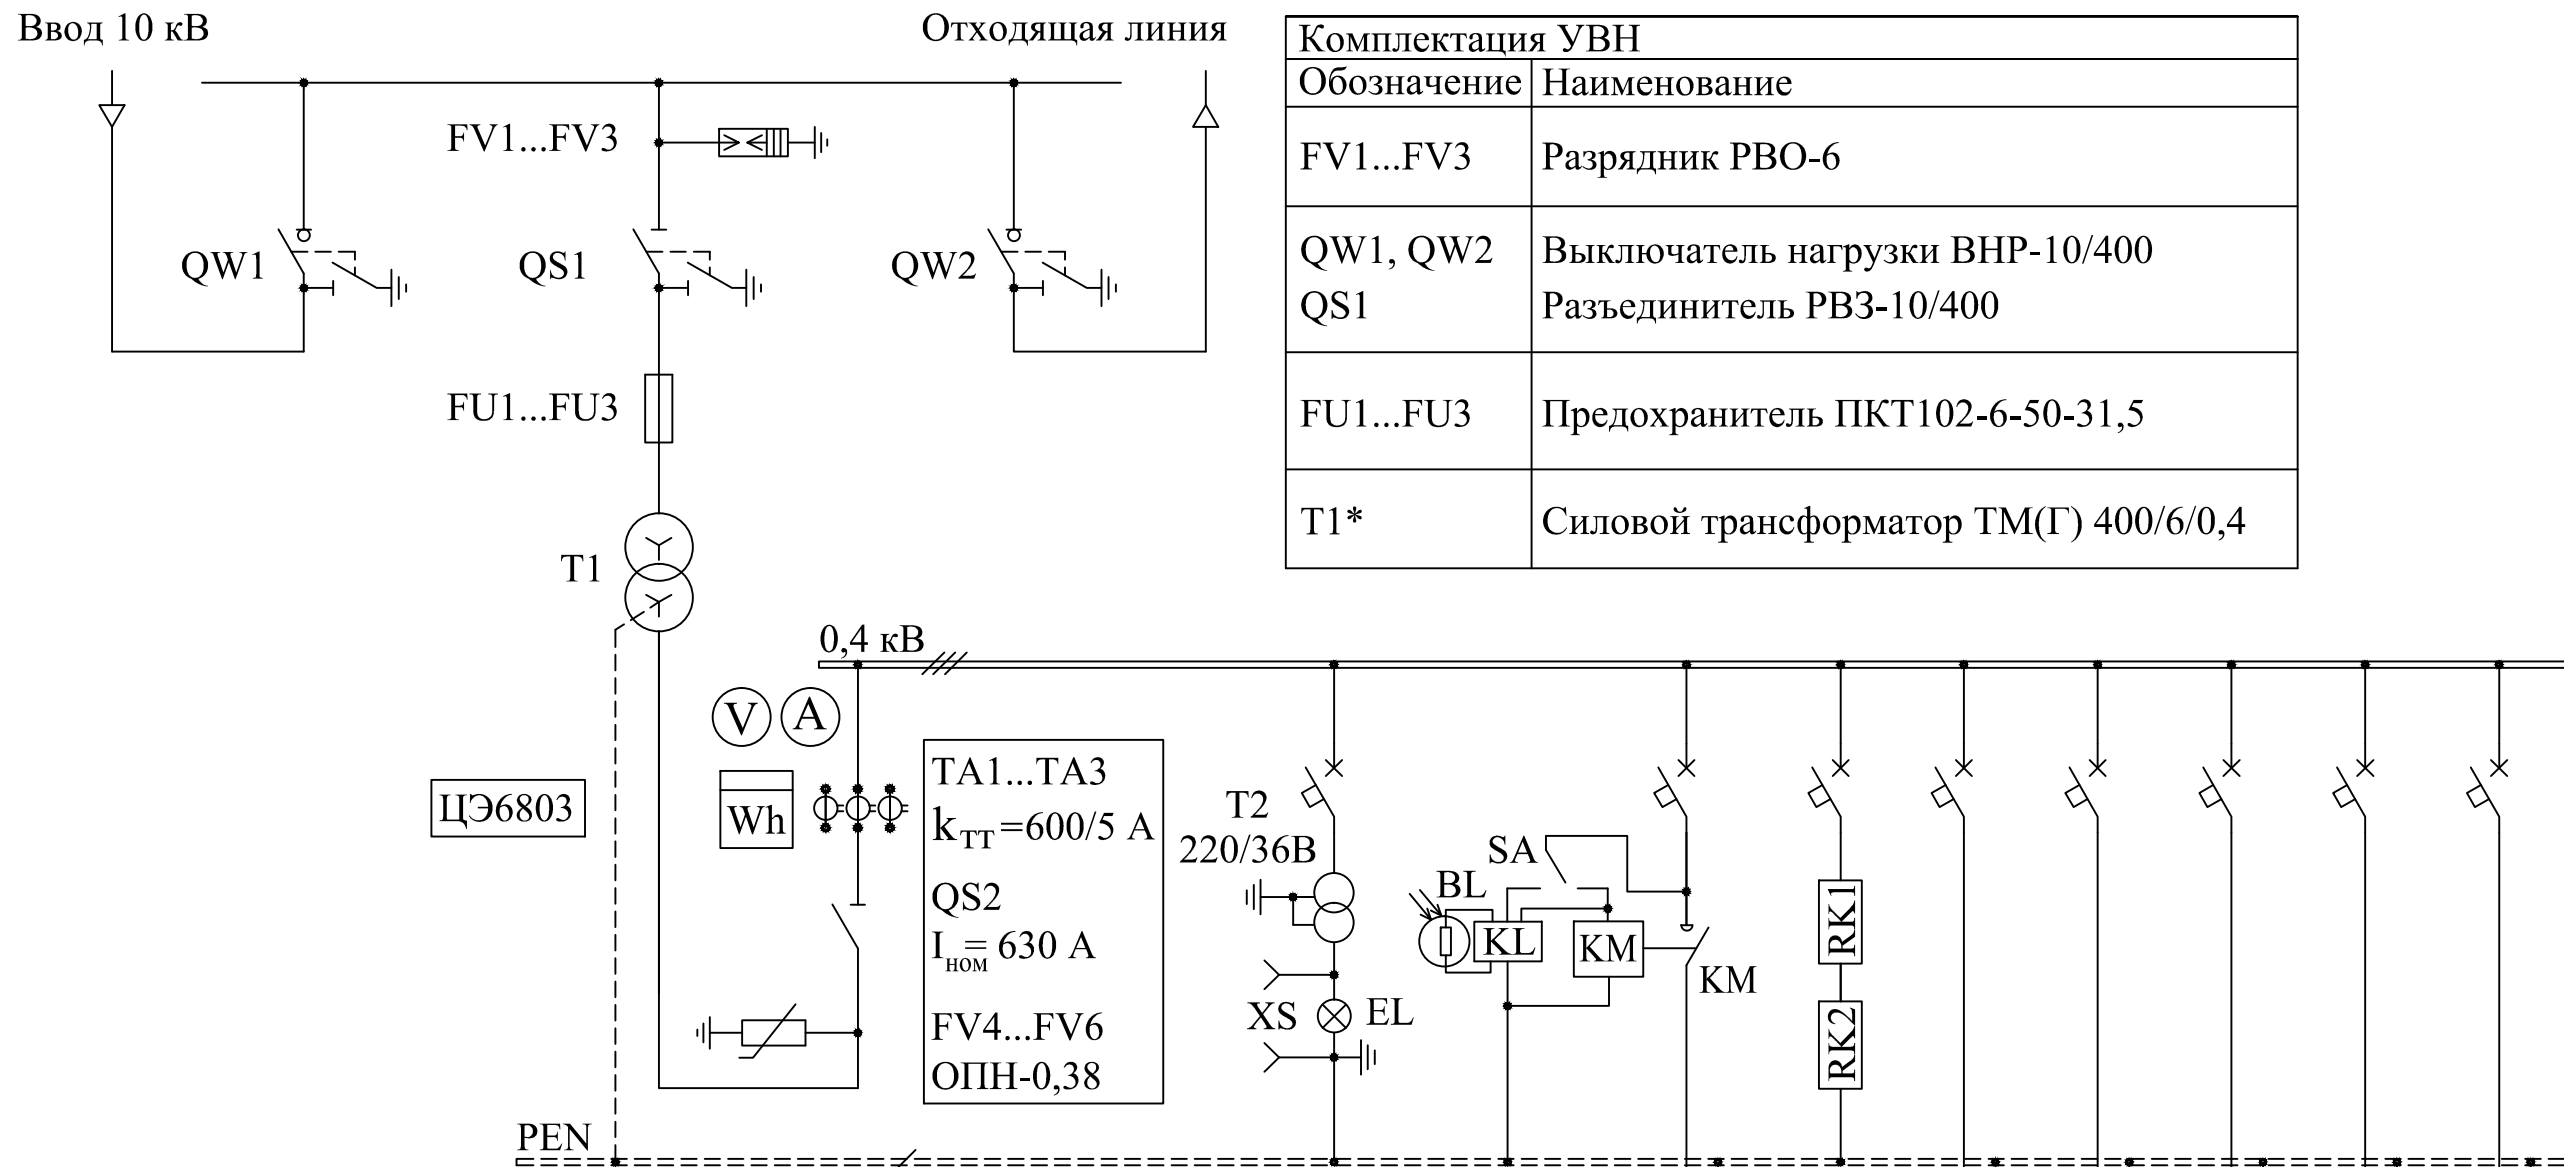 Ввод 10 кВ
Отходящая линия
Комплектация УВН
Обозначение Наименование
FV1...FV3 Разрядник РВО-6
QW1, QW2 Выключатель нагрузки ВНР-10/400
QS1 Разъединитель РВЗ-10/400
FU1...FU3 Предохранитель ПКТ102-6-50-31,5
T1* Силовой трансформатор ТМ(Г) 400/6/0,4
FV1...FV3
QW1
QS1
QW2
FU1...FU3
T1
0,4 кВ
V A
ЦЭ6803
Wh
TA1...TA3
kТТ =600/5 А
QS2
Iном = 630 А
FV4...FV6
ОПН-0,38
T2
220/36В
XS
EL
SA
BL
KL
KM
KM
RK1
RK2
PEN